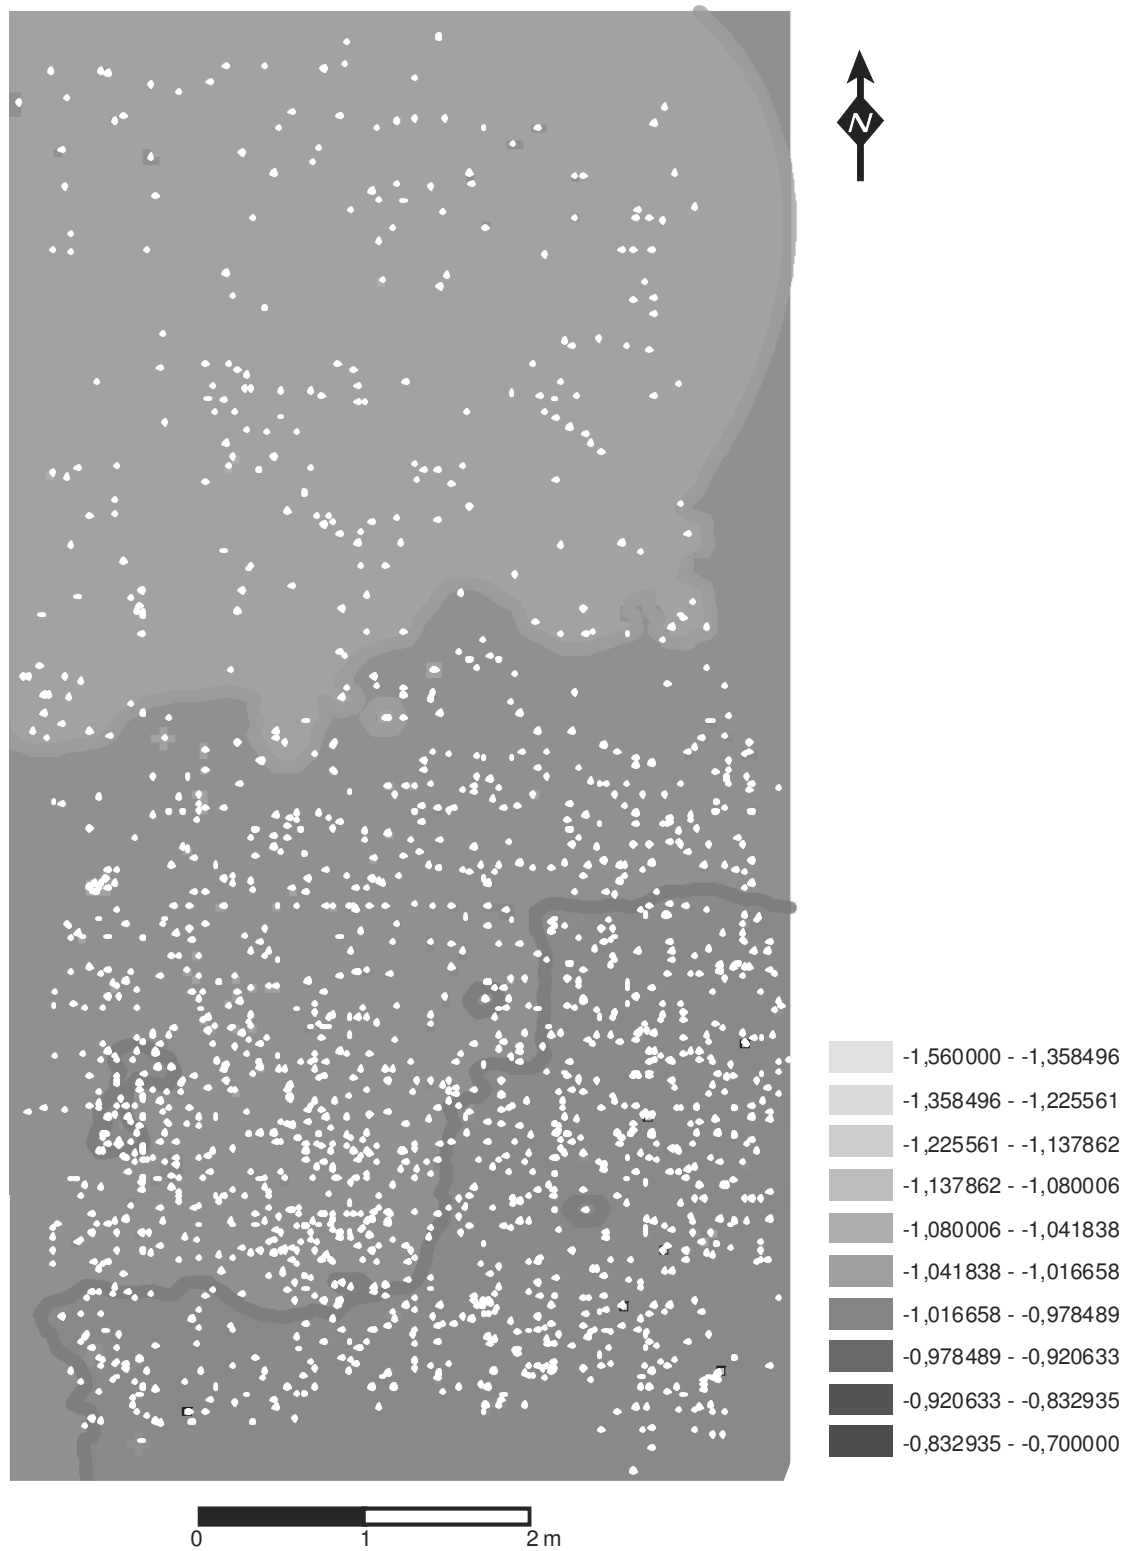 N
-1,560000 - -1,358496
-1,358496 - -1,225561
-1,225561 - -1,137862
-1,137862 - -1,080006
-1,080006 - -1,041838
-1,041838 - -1,016658
-1,016658 - -0,978489
-0,978489 - -0,920633
-0,920633 - -0,832935
-0,832935 - -0,700000
0 1 2 m